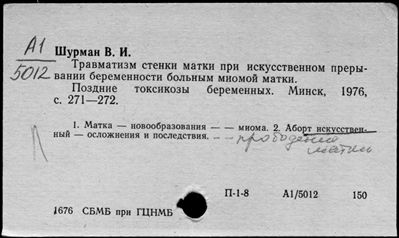 А1
5012
Шурман В. И.
Травматизм стенки матки при искусственном преры-
вании беременности больным миомой матки.
Поздние токсикозы беременных. Минск, 1976,
с. 271—272.
1. Матка — новообразования — — миома. 2. Аборт искусствен-
ный — осложнения и последствия. — — прободение
матки
П-1-8 А1/5012 150
1676 СБМБ при ГЦНМБ